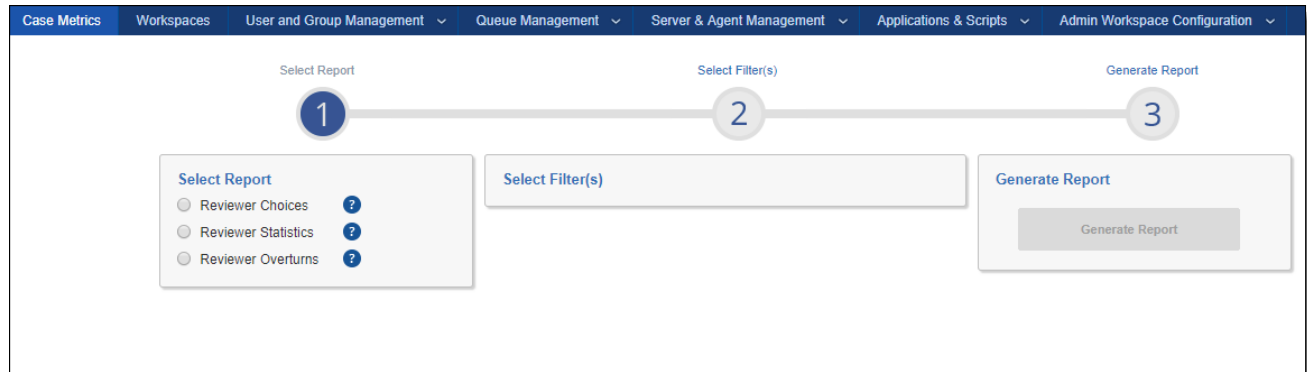 Case Metrics Workspaces User and Group Management Queue Management Server & Agent Management Applications & Scripts Admin Workspace Configuration
Select Report Select Filter(s) Generate Report
1 2 3
Select Report
Reviewer Choices ?
Reviewer Statistics ?
Reviewer Overturns ?
Select Filter(s)
Generate Report
Generate Report